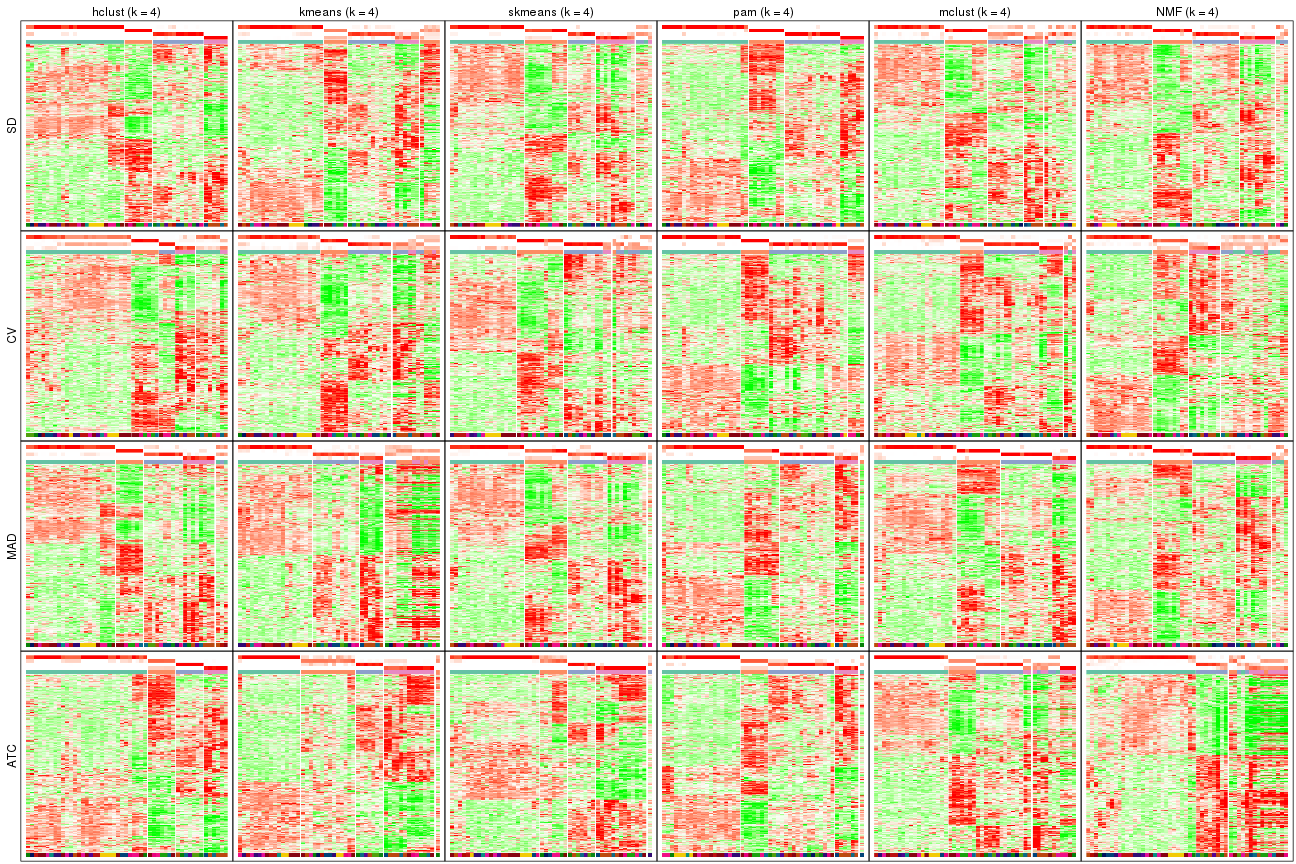 hclust (k = 4) kmeans (k = 4) skmeans (k = 4) pam (k = 4) mclust (k = 4) NMF (k = 4)
SD
CV
MAD
ATC